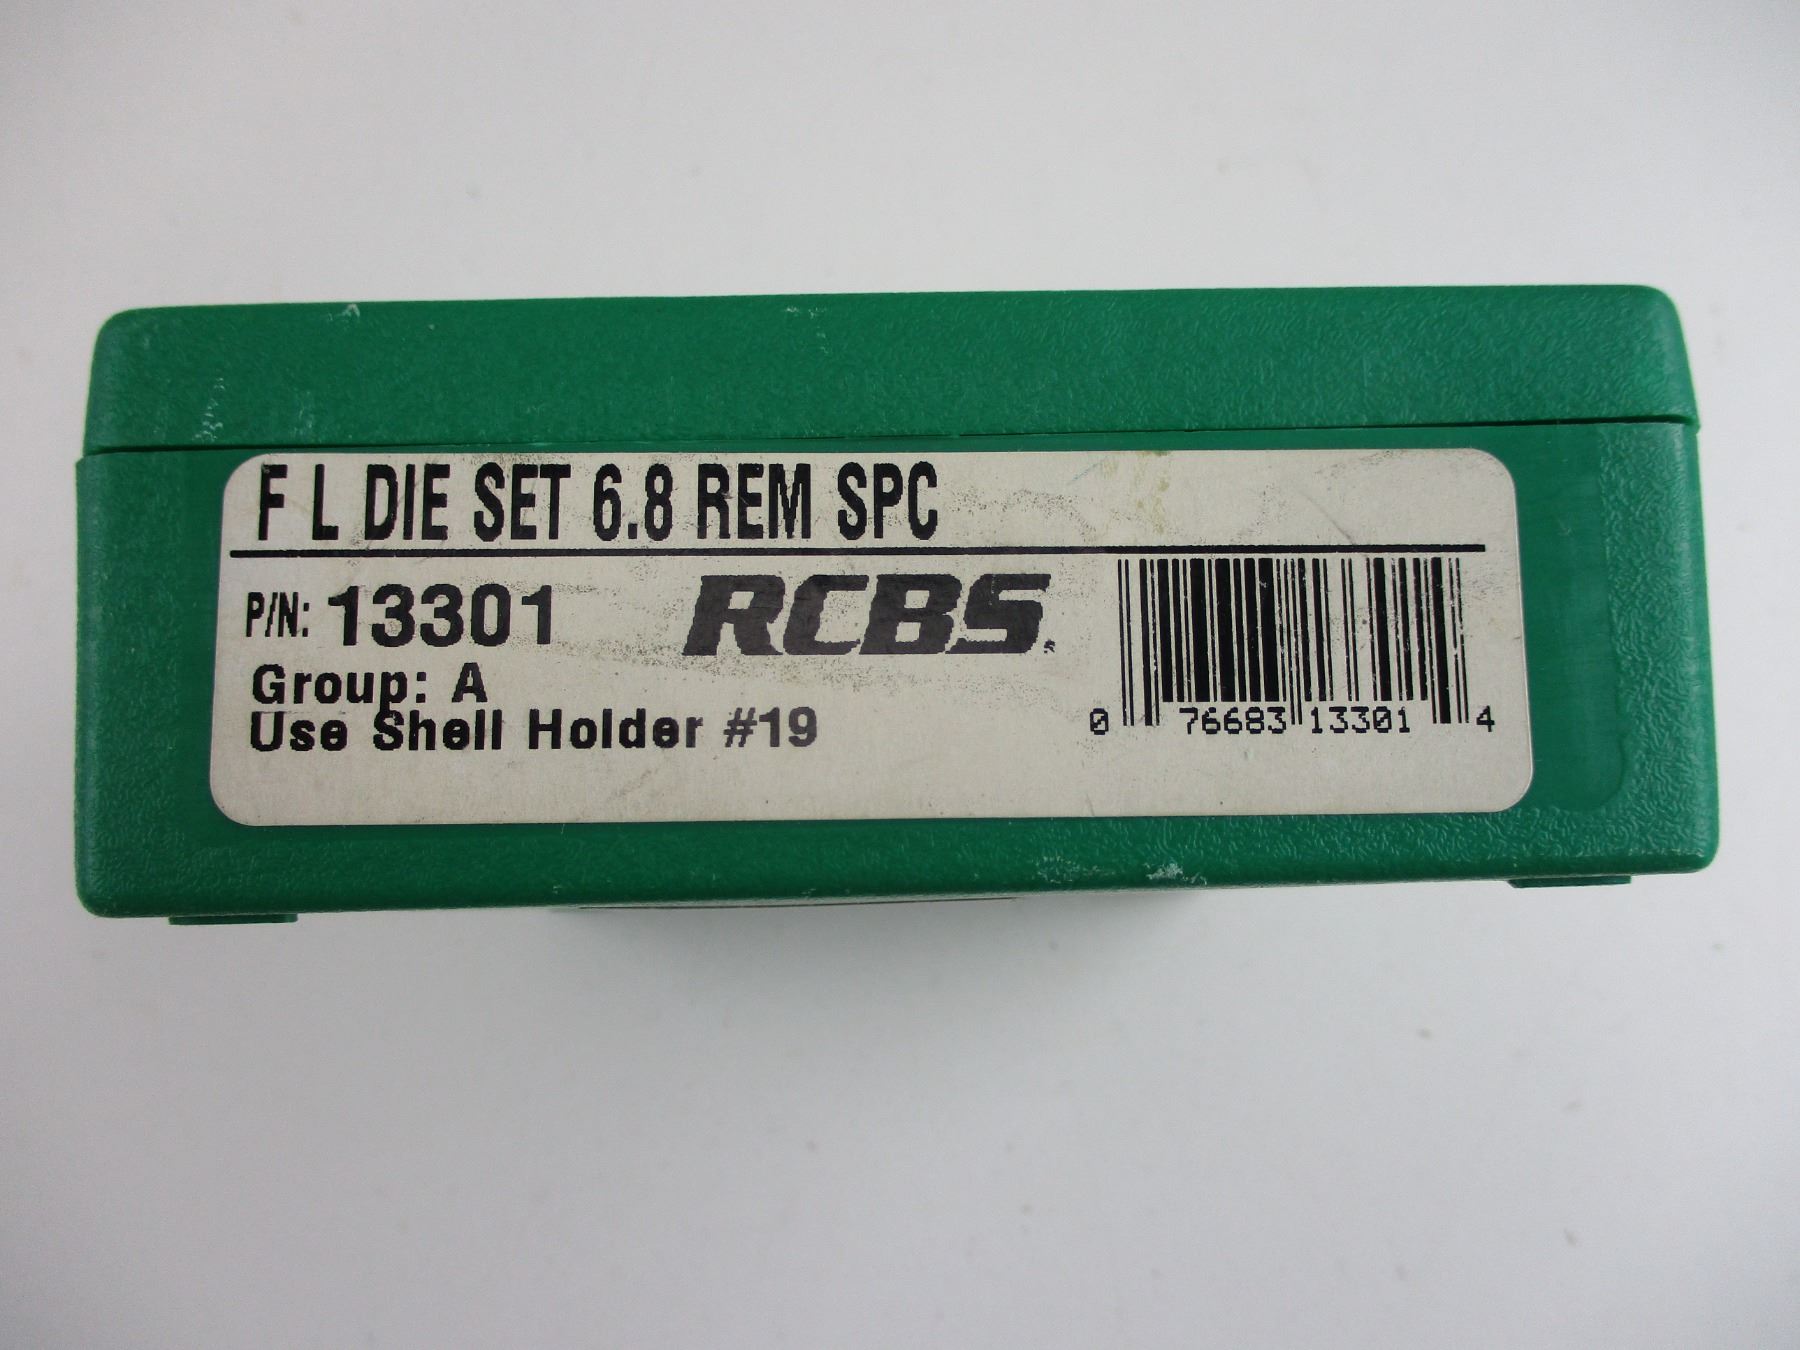 F L DIE SET 6.8 REM SPC
P/N: 13301
RCBS
Group: A
Use Shell Holder #19
0 76683 13301 4